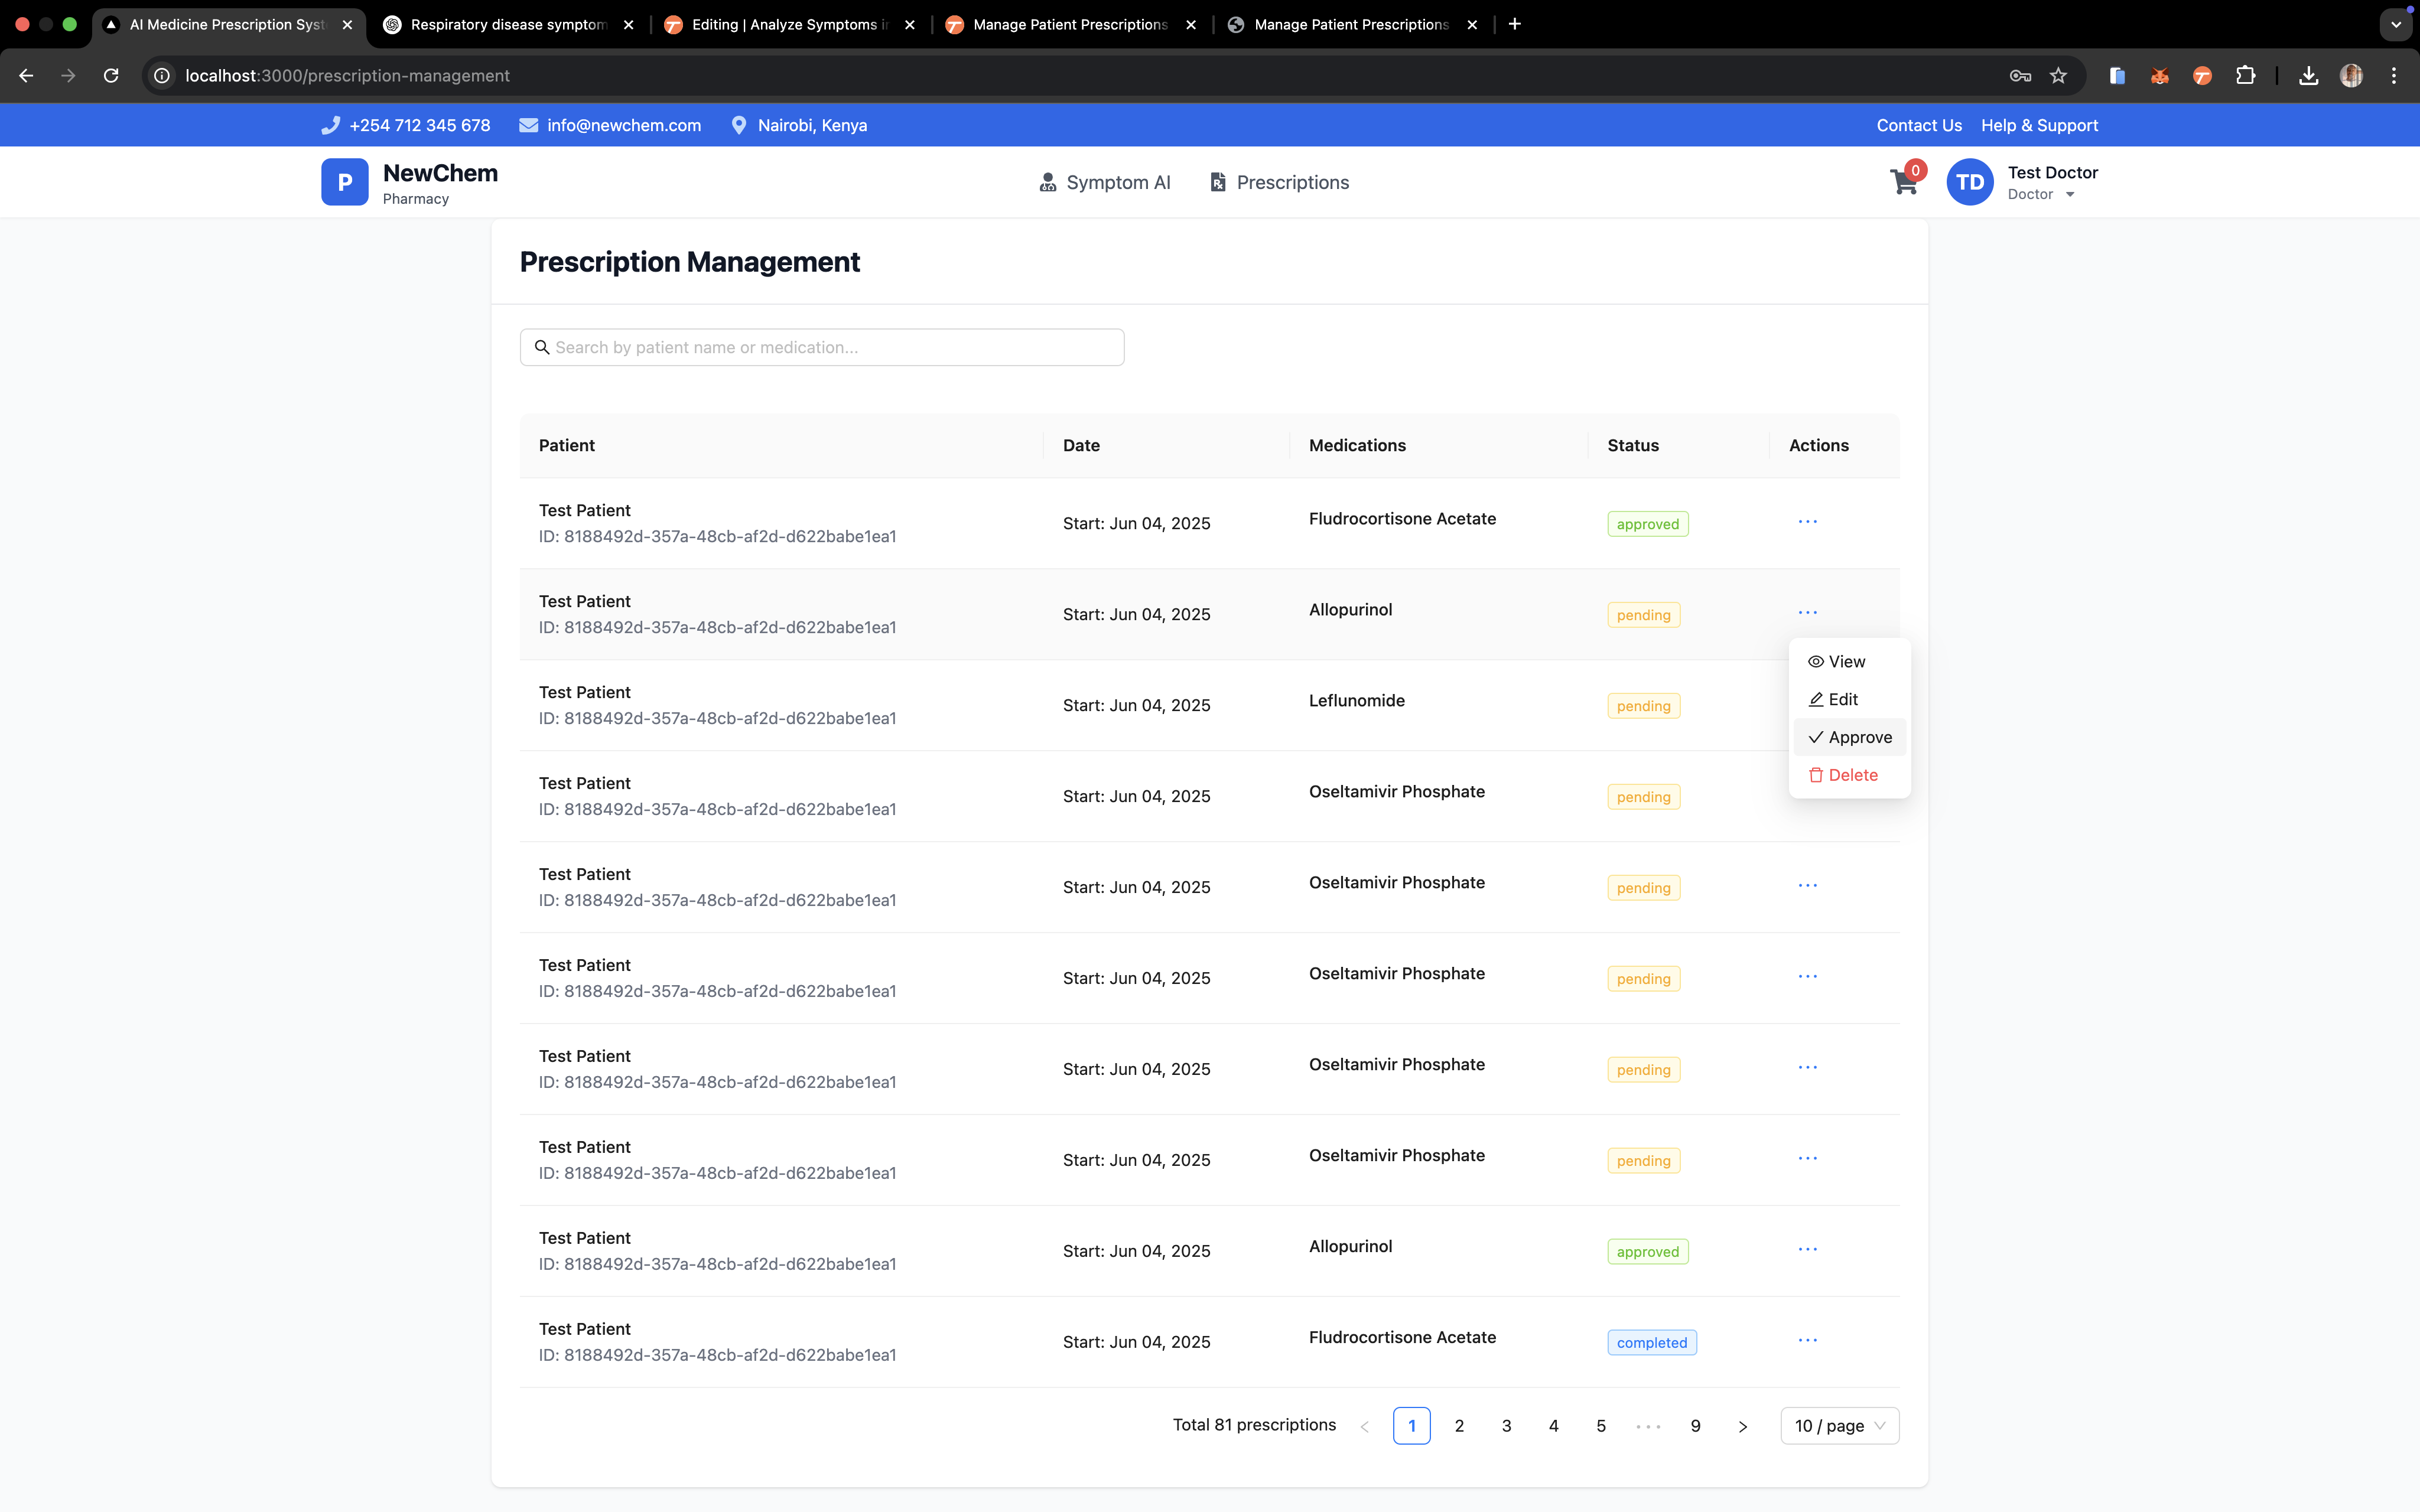 AI Medicine Prescription Syst
Respiratory disease symptom
Editing | Analyze Symptoms i
Manage Patient Prescriptions
Manage Patient Prescriptions
localhost:3000/prescription-management
+254 712 345 678
info@newchem.com
Nairobi, Kenya
Contact Us
Help & Support
P
NewChem
Pharmacy
Symptom AI
Prescriptions
0
TD
Test Doctor
Doctor
Prescription Management
Search by patient name or medication...
Patient Date Medications Status Actions
Test Patient
ID: 8188492d-357a-48cb-af2d-d622babe1ea1
Start: Jun 04, 2025
Fludrocortisone Acetate
approved
Test Patient
ID: 8188492d-357a-48cb-af2d-d622babe1ea1
Start: Jun 04, 2025
Allopurinol
pending
View
Edit
Approve
Delete
Test Patient
ID: 8188492d-357a-48cb-af2d-d622babe1ea1
Start: Jun 04, 2025
Leflunomide
pending
Test Patient
ID: 8188492d-357a-48cb-af2d-d622babe1ea1
Start: Jun 04, 2025
Oseltamivir Phosphate
pending
Test Patient
ID: 8188492d-357a-48cb-af2d-d622babe1ea1
Start: Jun 04, 2025
Oseltamivir Phosphate
pending
Test Patient
ID: 8188492d-357a-48cb-af2d-d622babe1ea1
Start: Jun 04, 2025
Oseltamivir Phosphate
pending
Test Patient
ID: 8188492d-357a-48cb-af2d-d622babe1ea1
Start: Jun 04, 2025
Oseltamivir Phosphate
pending
Test Patient
ID: 8188492d-357a-48cb-af2d-d622babe1ea1
Start: Jun 04, 2025
Oseltamivir Phosphate
pending
Test Patient
ID: 8188492d-357a-48cb-af2d-d622babe1ea1
Start: Jun 04, 2025
Allopurinol
approved
Test Patient
ID: 8188492d-357a-48cb-af2d-d622babe1ea1
Start: Jun 04, 2025
Fludrocortisone Acetate
completed
Total 81 prescriptions < 1 2 3 4 5 ••• 9 > 10 / page